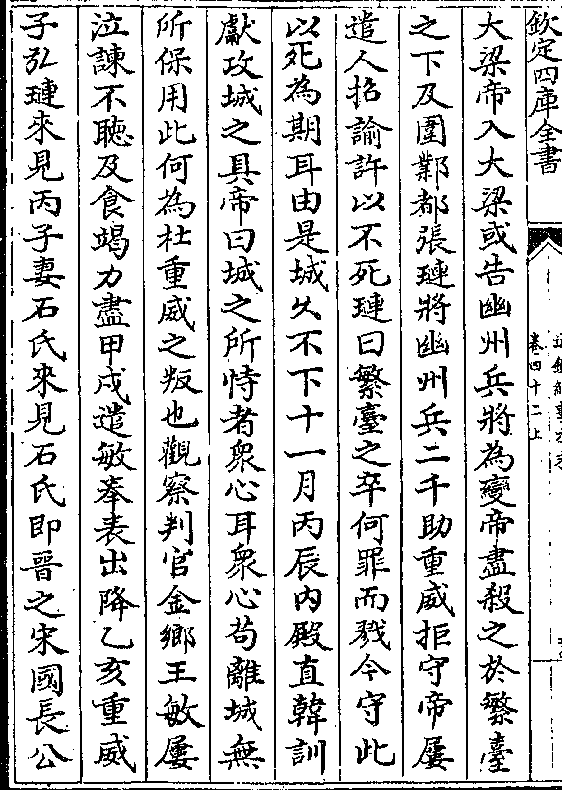 欽定四庫全書
卷四十二上
大梁帝入大梁或告幽州兵將為變帝盡殺之於繁臺
之下及圍鄴都張璉將幽州兵二千助重威拒守帝屢
遣人招諭許以不死璉曰繁臺之卒何罪而戮今守此
以死為期耳由是城久不下十一月丙辰內殿直韓訓
獻攻城之具帝曰城之所恃者衆心耳衆心苟離城無
所保用此何為杜重威之叛也觀察判官金鄉王敏屢
泣諫不聽及食竭力盡甲戌遣敏奉表出降乙亥重威
子弘璉來見丙子妻石氏來見石氏即晉之宋國長公